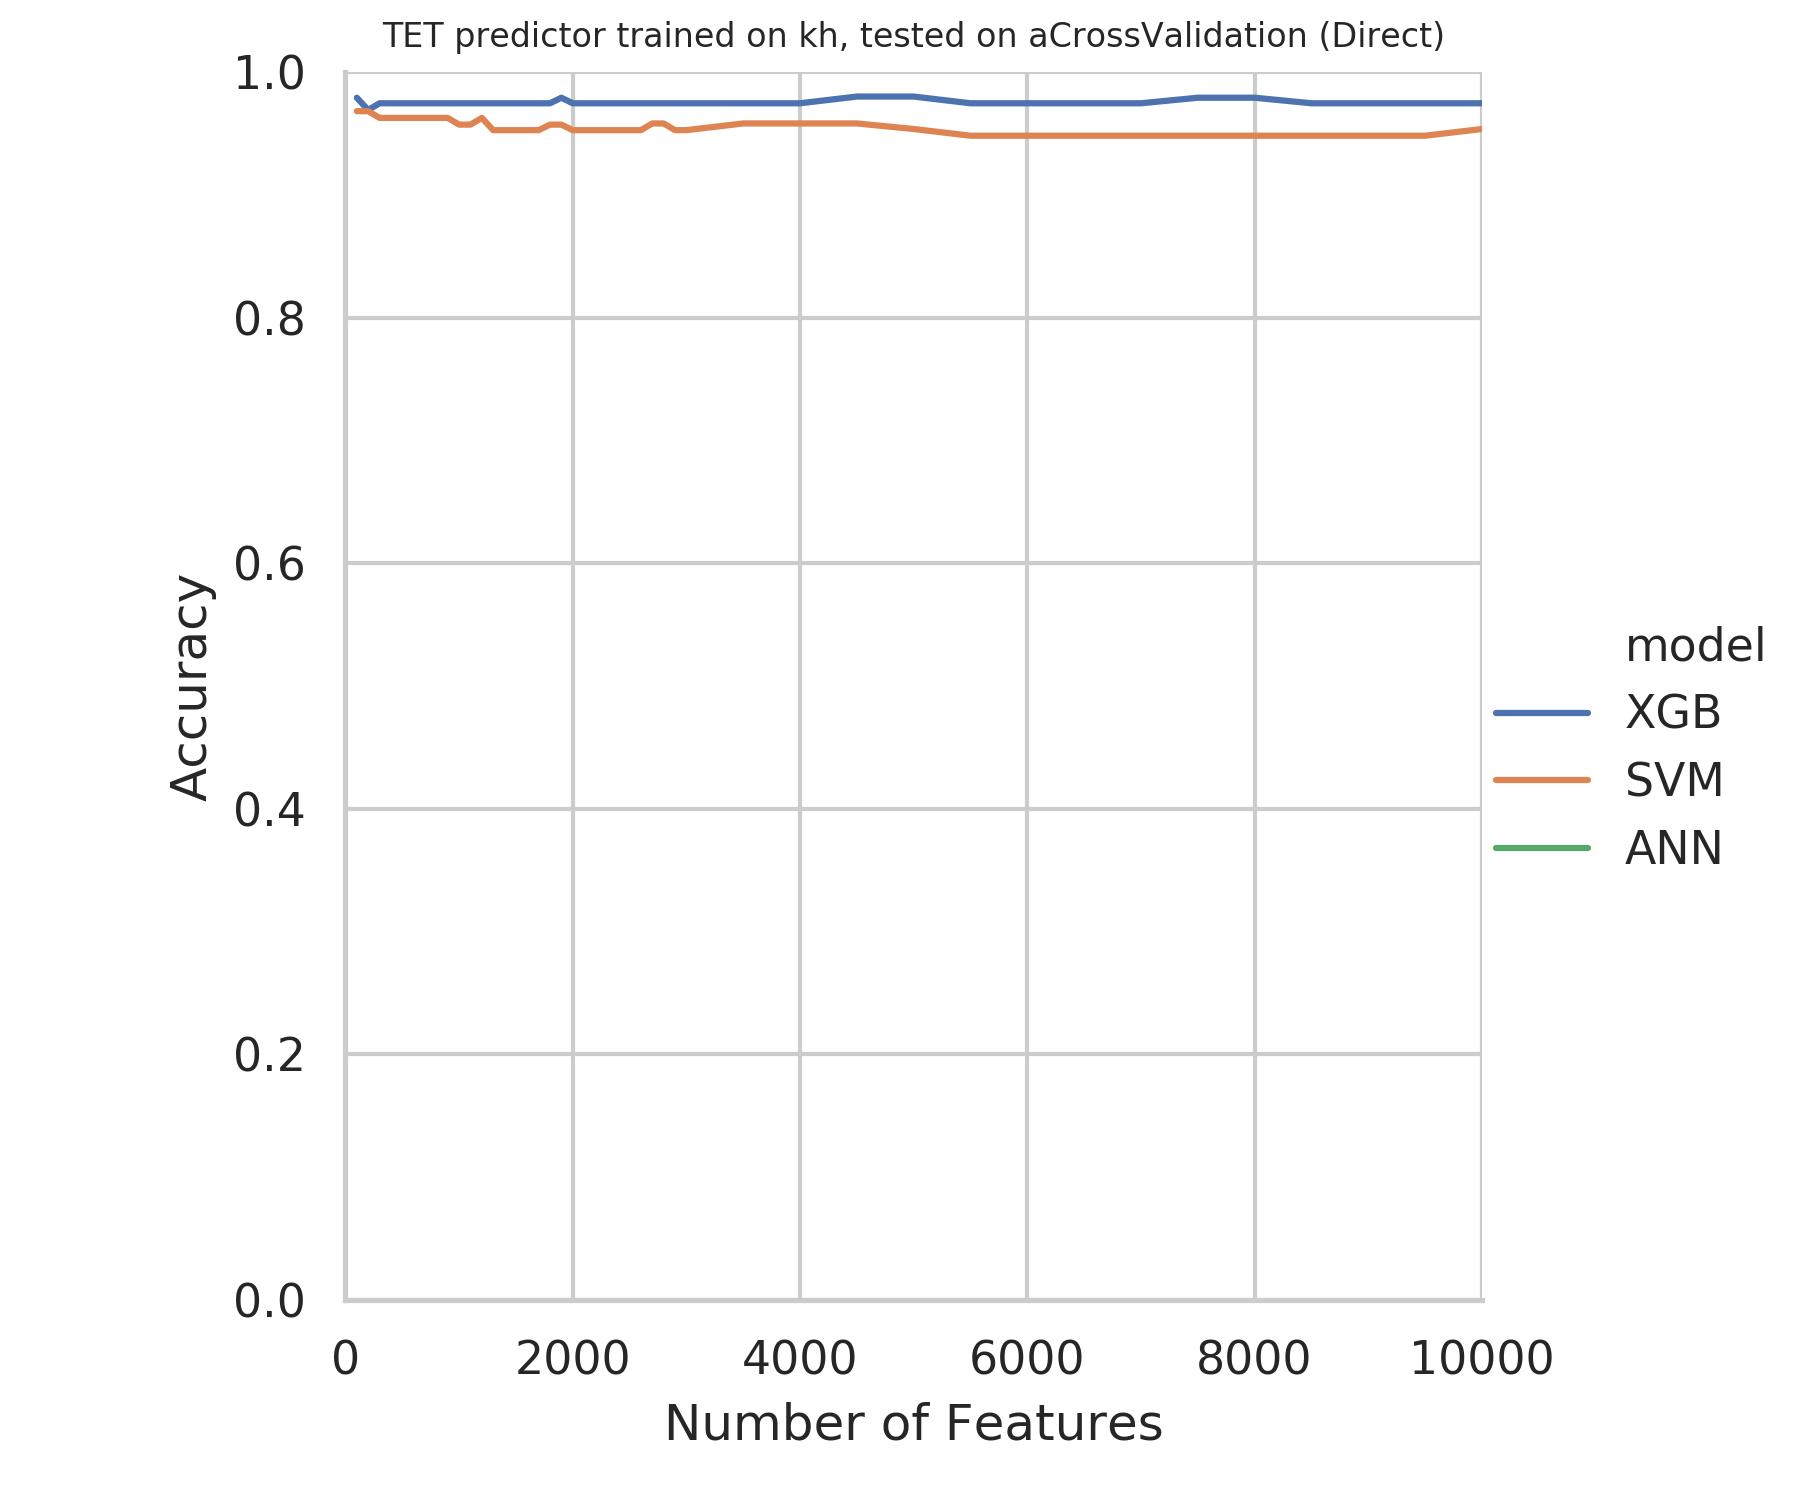 TET predictor trained on kh, tested on aCrossValidation (Direct)
1.0
0.8
0.6
0.4
0.2
0.0
Accuracy
0 2000 4000 6000 8000 10000
Number of Features
model
XGB
SVM
ANN